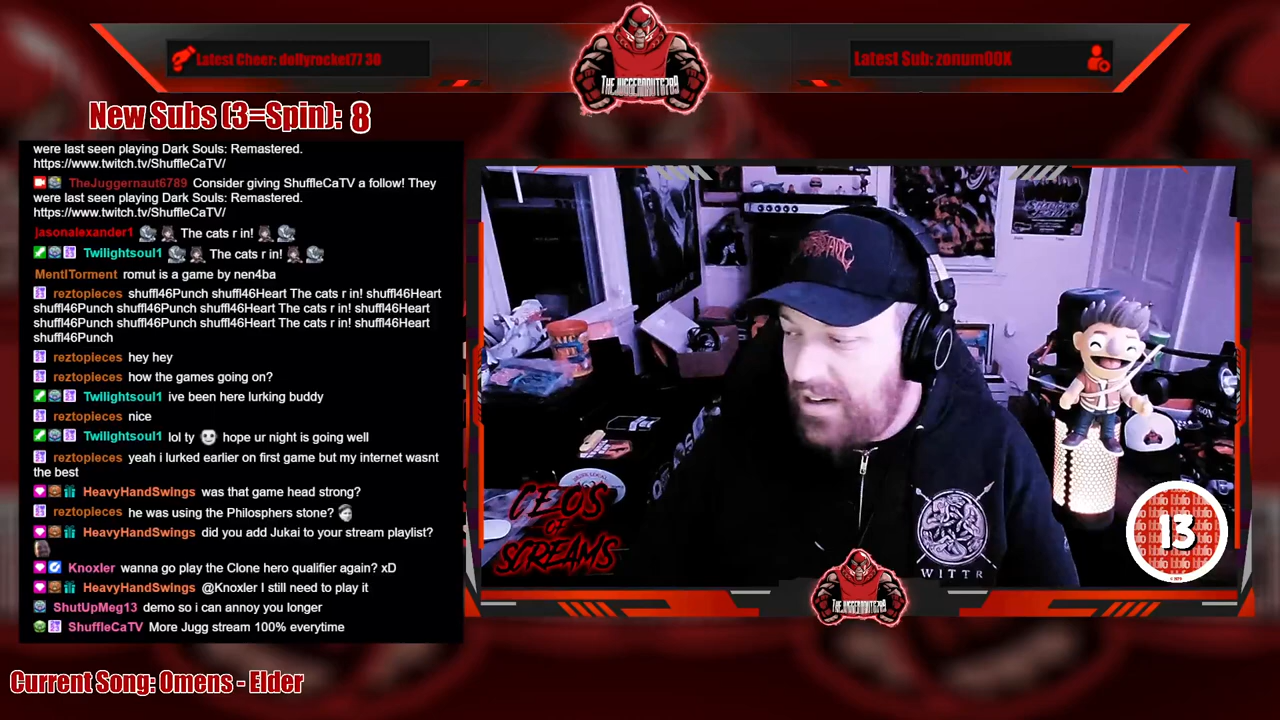 Latest Cheer: dollyrocket77 30
THEJUGGERNAUT6789
Latest Sub: zonum00X
New Subs (3=Spin): 8
were last seen playing Dark Souls: Remastered.
https://www.twitch.tv/ShuffleCaTV/
TheJuggernaut6789 Consider giving ShuffleCaTV a follow! They
were last seen playing Dark Souls: Remastered.
https://www.twitch.tv/ShuffleCaTV/
jasonalexander1 The cats r in!
Twilightsoul1 The cats r in!
MentlTorment romut is a game by nen4ba
reztopieces shuffl46Punch shuffl46Heart The cats r in! shuffl46Heart
shuffl46Punch shuffl46Punch shuffl46Heart The cats r in! shuffl46Heart
shuffl46Punch shuffl46Punch shuffl46Heart The cats r in! shuffl46Heart
shuffl46Punch
reztopieces hey hey
reztopieces how the games going on?
Twilightsoul1 ive been here lurking buddy
reztopieces nice
Twilightsoul1 lol ty hope ur night is going well
reztopieces yeah i lurked earlier on first game but my internet wasnt
the best
HeavyHandSwings was that game head strong?
reztopieces he was using the Philosphers stone?
HeavyHandSwings did you add Jukai to your stream playlist?
Knoxler wanna go play the Clone hero qualifier again? xD
HeavyHandSwings @Knoxler I still need to play it
ShutUpMeg13 demo so i can annoy you longer
ShuffleCaTV More Jugg stream 100% everytime
CEO'S
OF
SCREAMS
WITTR
13
THEJUGGERNAUT6789
Current Song: Omens - Elder